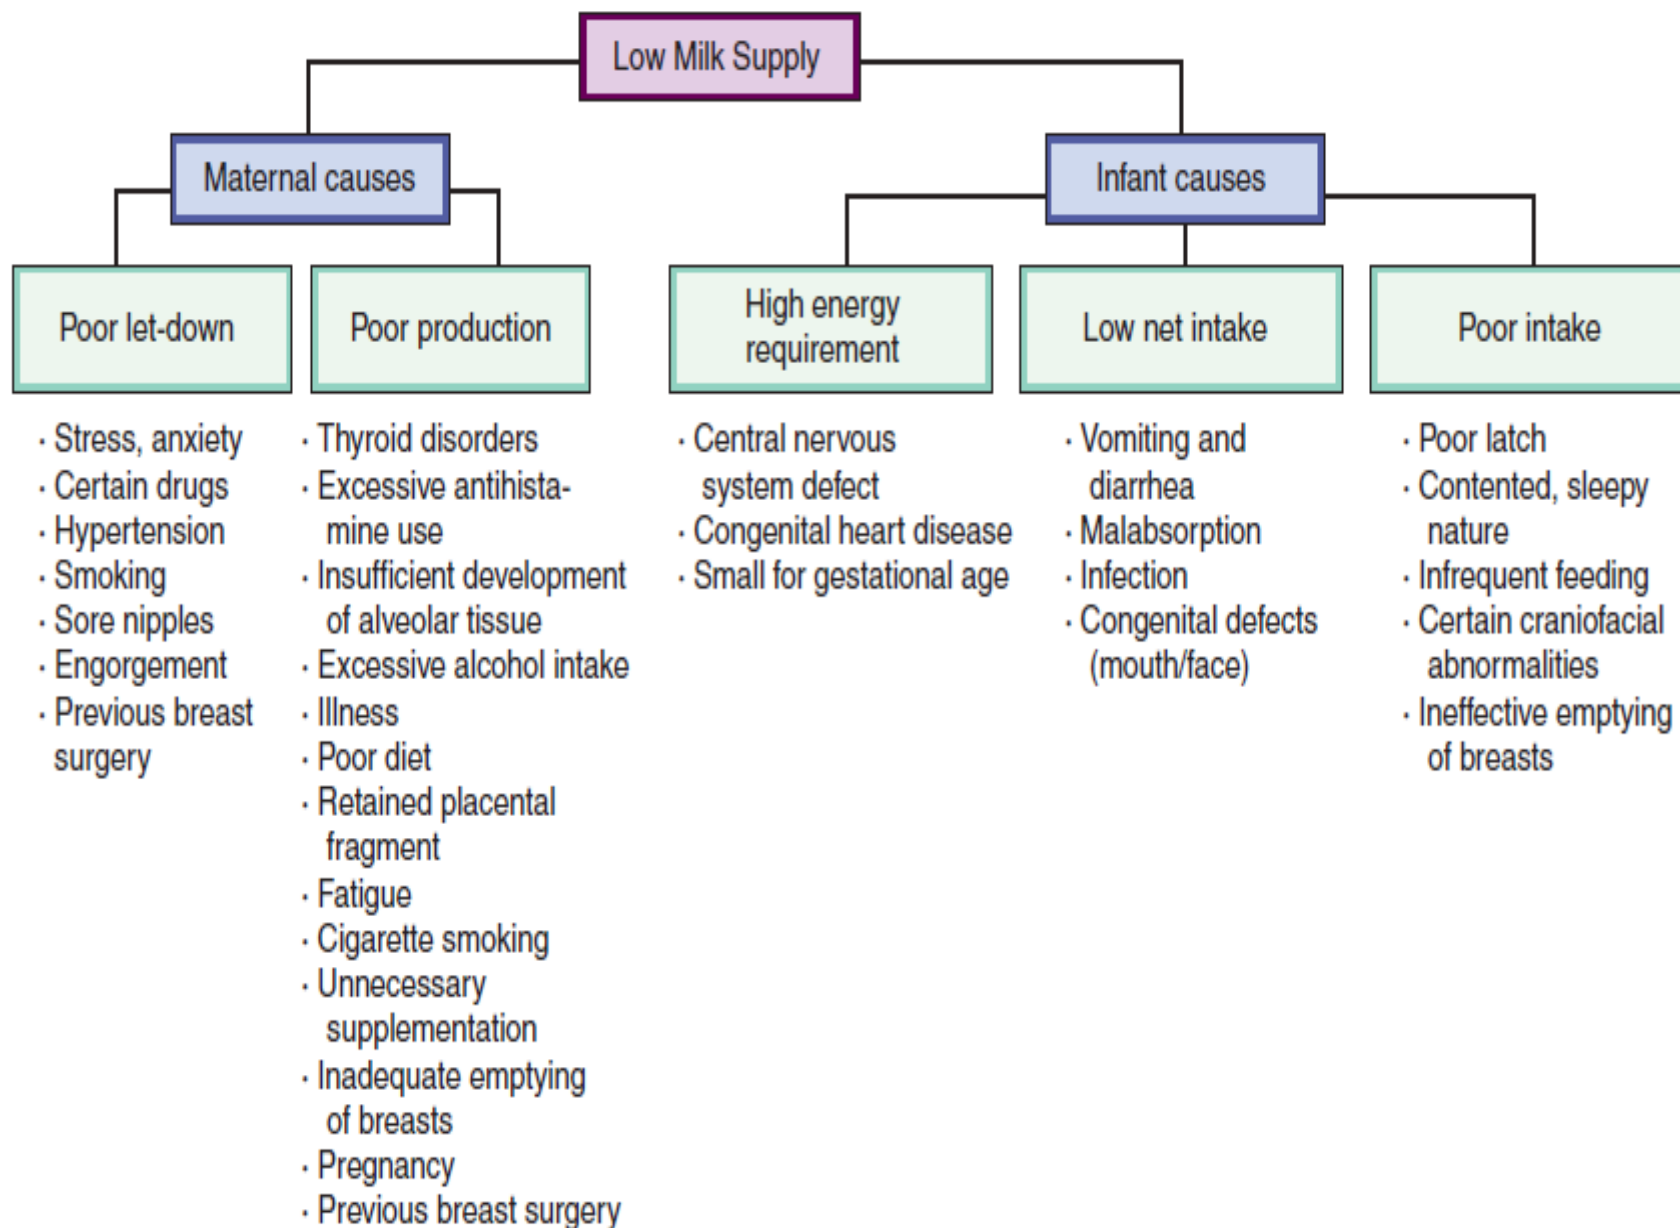 Low Milk Supply
Maternal causes
Infant causes
Poor let-down
Poor production
High energy
requirement
Low net intake
Poor intake
· Stress, anxiety
· Certain drugs
· Hypertension
· Smoking
· Sore nipples
· Engorgement
· Previous breast
surgery
· Thyroid disorders
· Excessive antihista-
mine use
· Insufficient development
of alveolar tissue
· Excessive alcohol intake
· Illness
· Poor diet
· Retained placental
fragment
· Fatigue
· Cigarette smoking
· Unnecessary
supplementation
· Inadequate emptying
of breasts
· Pregnancy
· Previous breast surgery
· Central nervous
system defect
· Congenital heart disease
· Small for gestational age
· Vomiting and
diarrhea
· Malabsorption
· Infection
· Congenital defects
(mouth/face)
· Poor latch
· Contented, sleepy
nature
· Infrequent feeding
· Certain craniofacial
abnormalities
· Ineffective emptying
of breasts